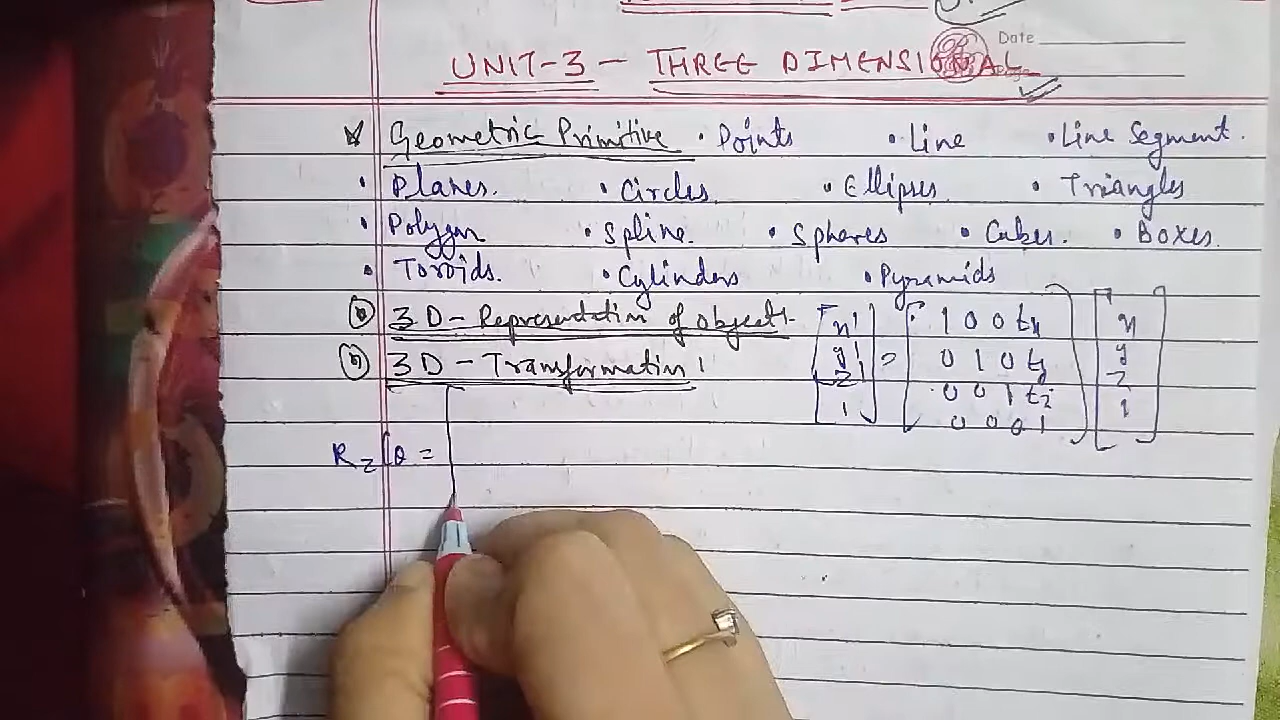 Date
UNIT-3 - THREE DIMENSIONAL
Geometric Primitive • Points • Line • Line Segment.
• Planes. • Circles • Ellipses • Triangles
• Polygon • Spline. • Spheres • Cubes. • Boxes.
• Toroids. • Cylinders • Pyramids
3D - Representation of objects -
3D - Transformation
x' = 1 0 0 tx x
y' 0 1 0 ty y
z' 0 0 1 tz z
1 0 0 0 1 1
Rz θ =